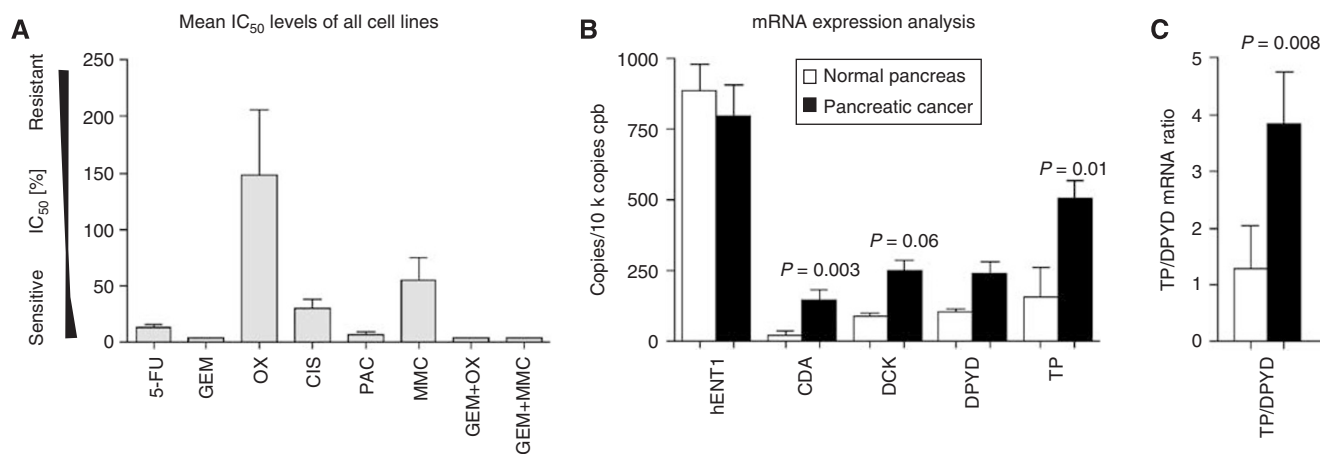 A
Mean IC50 levels of all cell lines
IC50 [%]
Resistant
Sensitive
250
200
150
100
50
0
5-FU
GEM
OX
CIS
PAC
MMC
GEM+OX
GEM+MMC
B
mRNA expression analysis
Copies/10 k copies cpb
1000
750
500
250
0
Normal pancreas
Pancreatic cancer
P = 0.003
P = 0.06
P = 0.01
hENT1
CDA
DCK
DPYD
TP
C
P = 0.008
TP/DPYD mRNA ratio
5
4
3
2
1
0
TP/DPYD